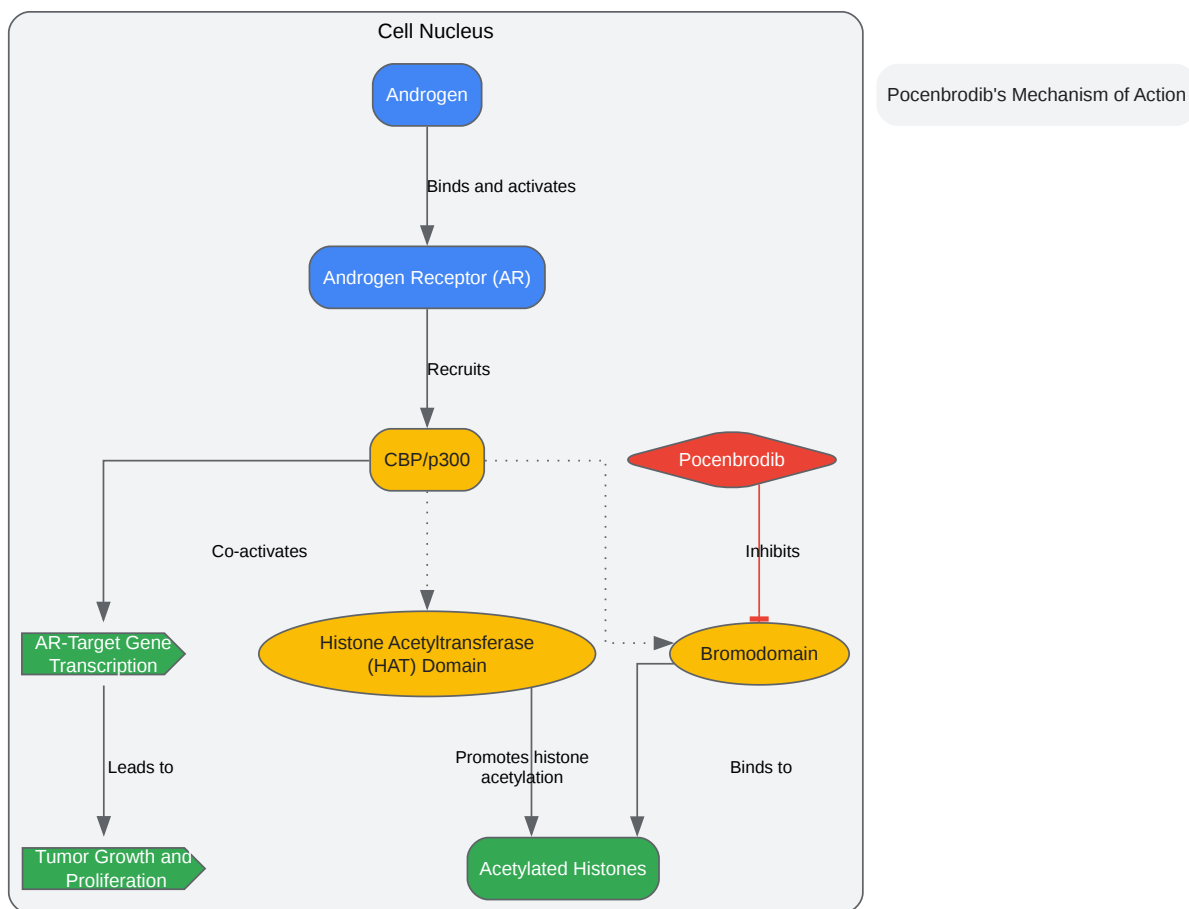 Cell Nucleus
Androgen
Pocenbrodib's Mechanism of Action
Binds and activates
Androgen Receptor (AR)
Recruits
CBP/p300
Pocenbrodib
Co-activates
Inhibits
AR-Target Gene
Transcription
Histone Acetyltransferase
(HAT) Domain
Bromodomain
Leads to
Promotes histone
acetylation
Binds to
Tumor Growth and
Proliferation
Acetylated Histones